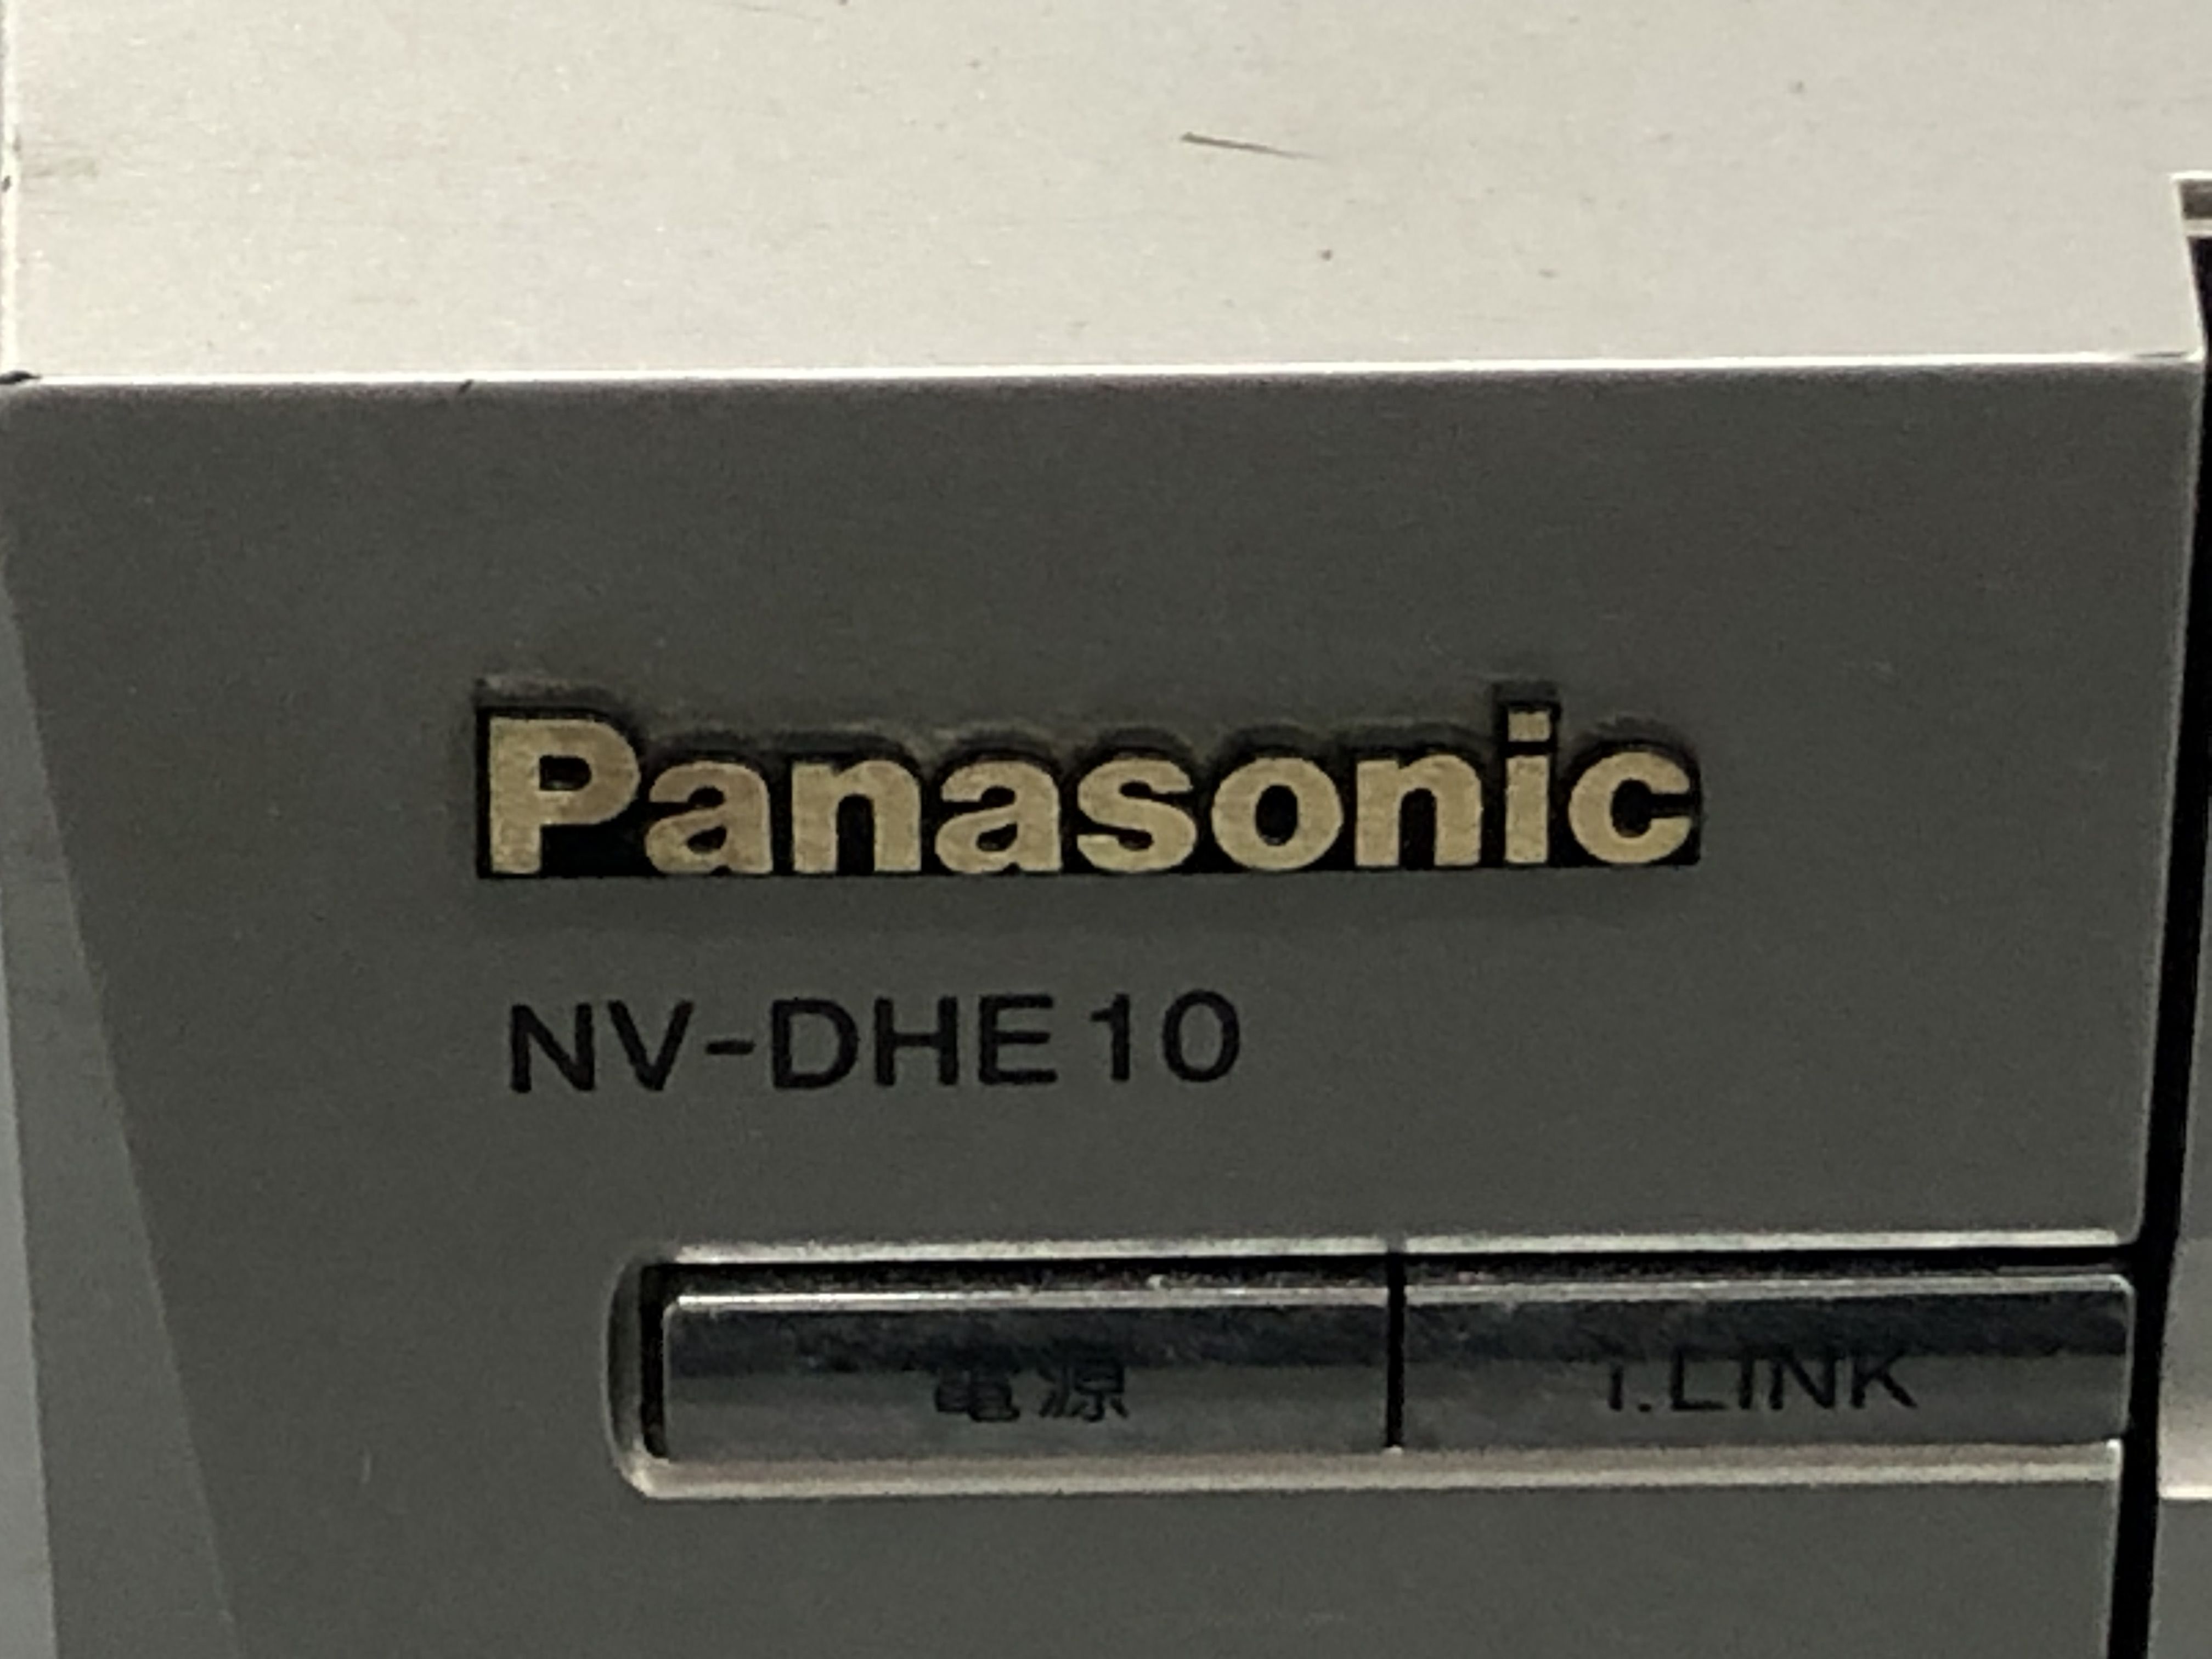 Panasonic
NV-DHE10
電源
i.LINK